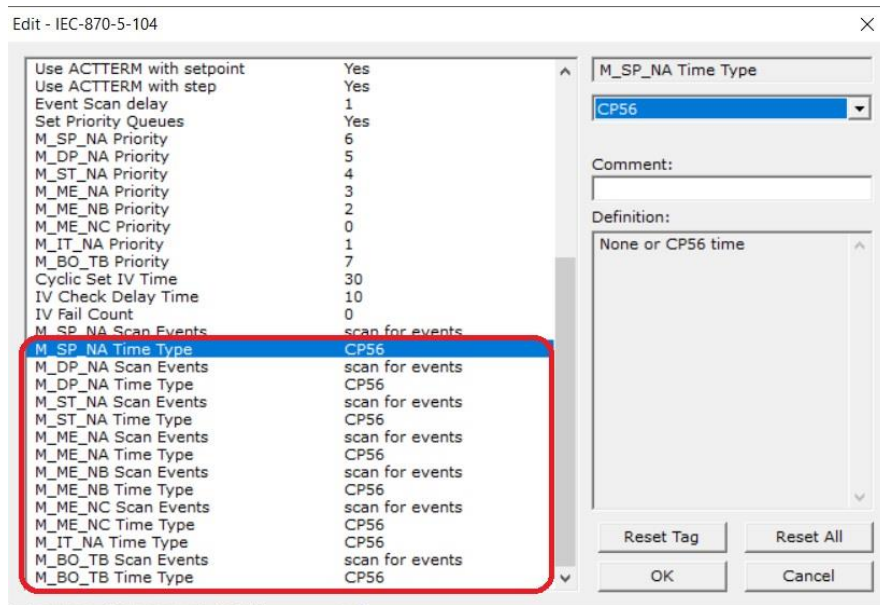 Edit - IEC-870-5-104
Use ACTTERM with setpoint Yes
Use ACTTERM with step Yes
Event Scan delay 1
Set Priority Queues Yes
M_SP_NA Priority 6
M_DP_NA Priority 5
M_ST_NA Priority 4
M_ME_NA Priority 3
M_ME_NB Priority 2
M_ME_NC Priority 0
M_IT_NA Priority 1
M_BO_TB Priority 7
Cyclic Set IV Time 30
IV Check Delay Time 10
IV Fail Count 0
M_SP_NA Scan Events scan for events
M_SP_NA Time Type CP56
M_DP_NA Scan Events scan for events
M_DP_NA Time Type CP56
M_ST_NA Scan Events scan for events
M_ST_NA Time Type CP56
M_ME_NA Scan Events scan for events
M_ME_NA Time Type CP56
M_ME_NB Scan Events scan for events
M_ME_NB Time Type CP56
M_ME_NC Scan Events scan for events
M_ME_NC Time Type CP56
M_IT_NA Time Type CP56
M_BO_TB Scan Events scan for events
M_BO_TB Time Type CP56
M_SP_NA Time Type
CP56
Comment:
Definition:
None or CP56 time
Reset Tag Reset All
OK Cancel